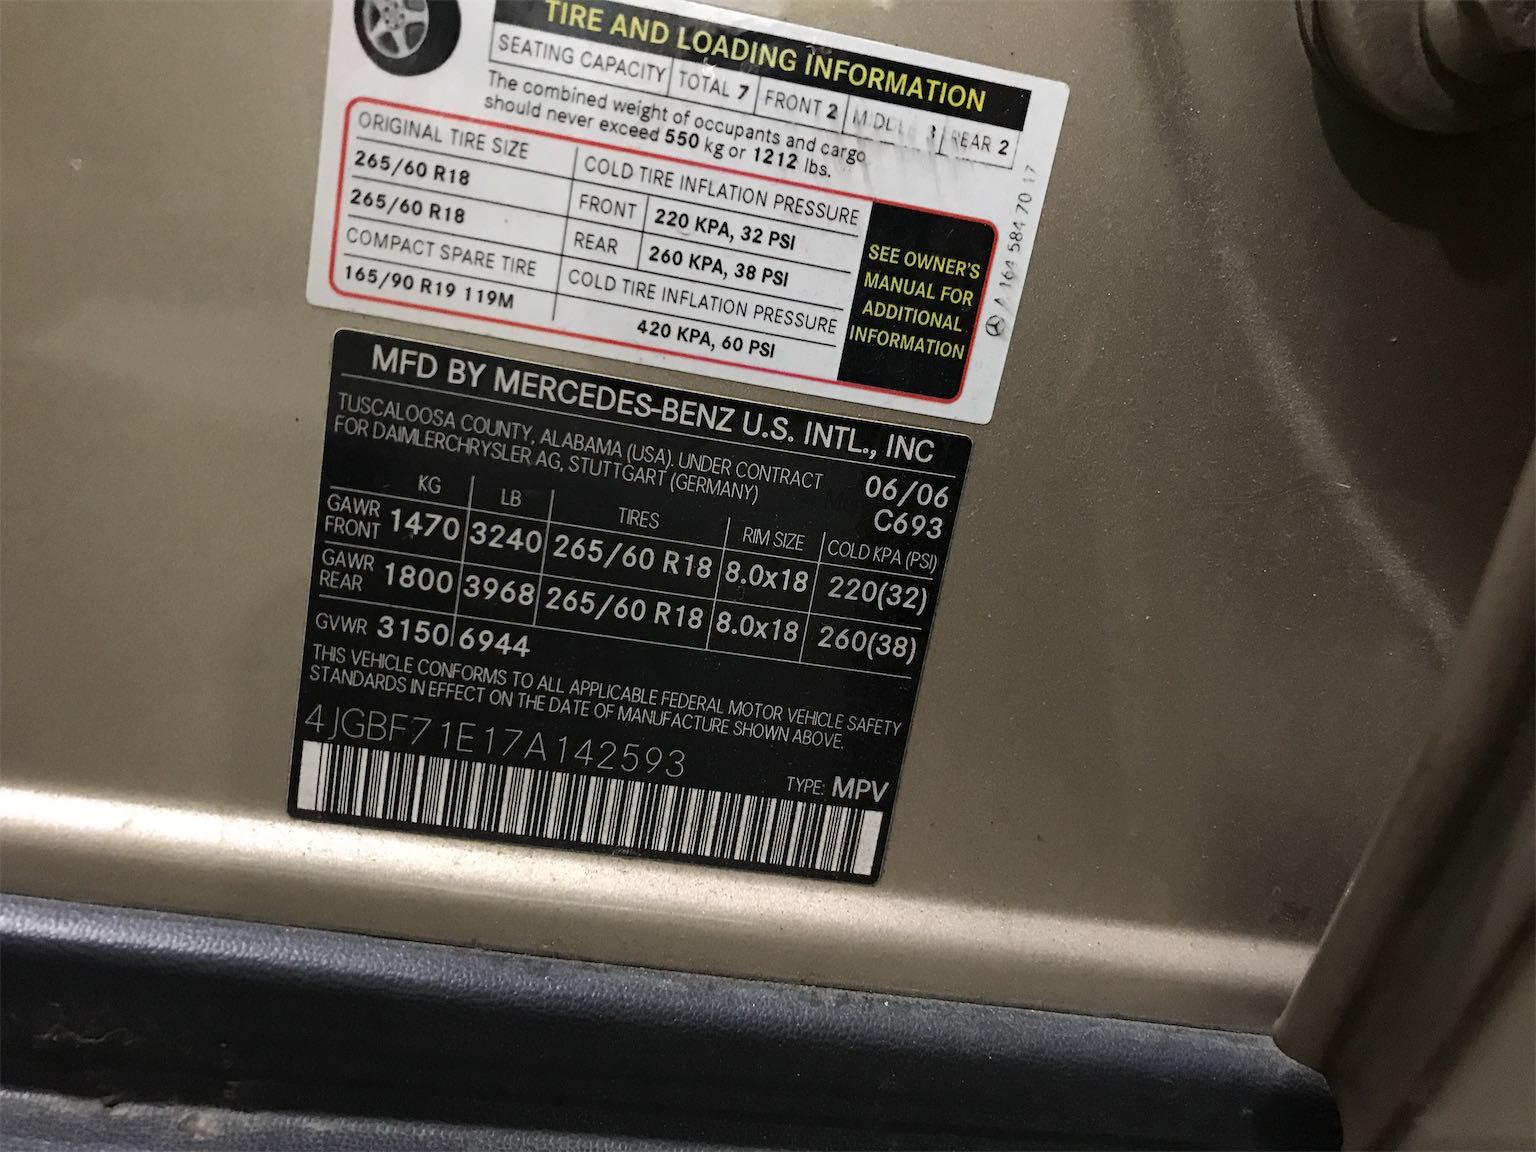 TIRE AND LOADING INFORMATION
SEATING CAPACITY TOTAL 7 FRONT 2 MIDDLE 3 REAR 2
The combined weight of occupants and cargo
should never exceed 550 kg or 1212 lbs.
ORIGINAL TIRE SIZE COLD TIRE INFLATION PRESSURE
265/60 R18 FRONT 220 KPA, 32 PSI
265/60 R18 REAR 260 KPA, 38 PSI
COMPACT SPARE TIRE COLD TIRE INFLATION PRESSURE
165/90 R19 119M 420 KPA, 60 PSI
SEE OWNER'S
MANUAL FOR
ADDITIONAL
INFORMATION
A 164 584 70 17
MFD BY MERCEDES-BENZ U.S. INTL., INC
TUSCALOOSA COUNTY, ALABAMA (USA). UNDER CONTRACT
FOR DAIMLERCHRYSLER AG, STUTTGART (GERMANY)
06/06
C693
KG LB TIRES RIM SIZE COLD KPA (PSI)
GAWR FRONT 1470 3240 265/60 R18 8.0x18 220(32)
GAWR REAR 1800 3968 265/60 R18 8.0x18 260(38)
GVWR 3150 6944
THIS VEHICLE CONFORMS TO ALL APPLICABLE FEDERAL MOTOR VEHICLE SAFETY
STANDARDS IN EFFECT ON THE DATE OF MANUFACTURE SHOWN ABOVE.
4JGBF71E17A142593
TYPE: MPV